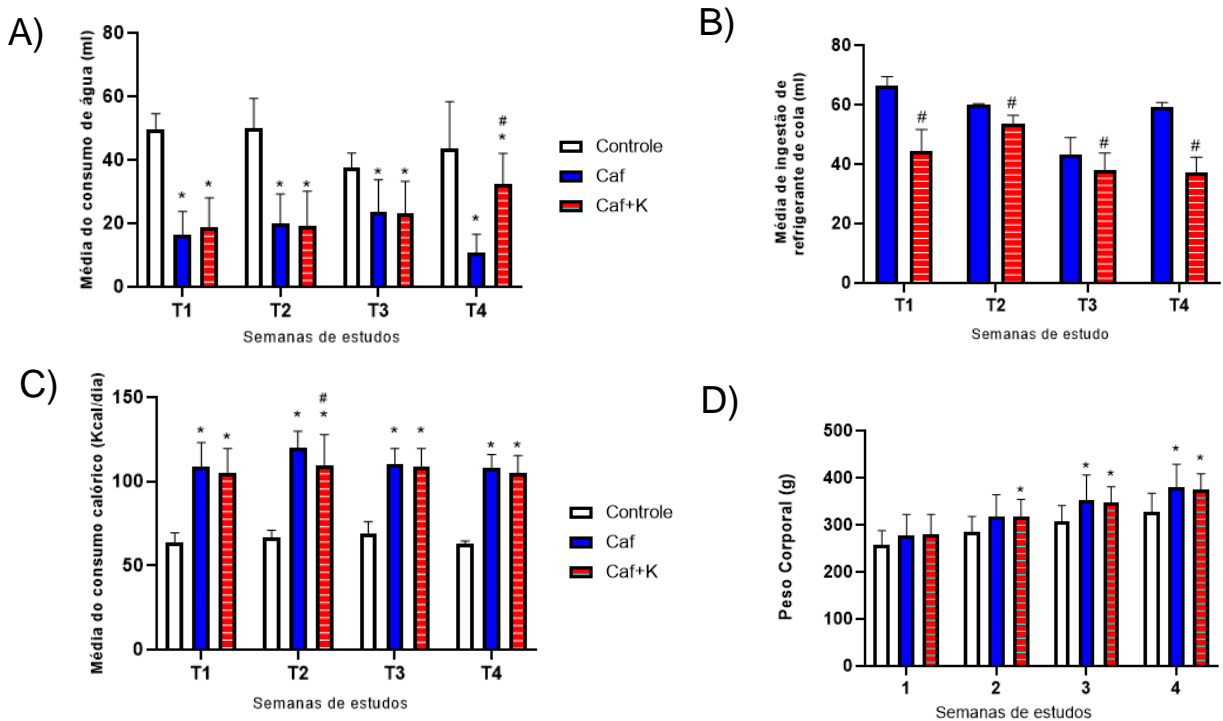 A)
Média do consumo de água (ml)
80
60
40
20
0
* *
* *
* *
*
#
*
T1 T2 T3 T4
Semanas de estudos
Controle
Caf
Caf+K
B)
Média de ingestão de
refrigerante de cola (ml)
80
60
40
20
0
# # # #
T1 T2 T3 T4
Semanas de estudo
C)
Média do consumo calórico (Kcal/dia)
150
100
50
0
* *
*
#
*
* *
* *
T1 T2 T3 T4
Semanas de estudos
Controle
Caf
Caf+K
D)
Peso Corporal (g)
500
400
300
200
100
0
*
* *
* *
1 2 3 4
Semanas de estudos